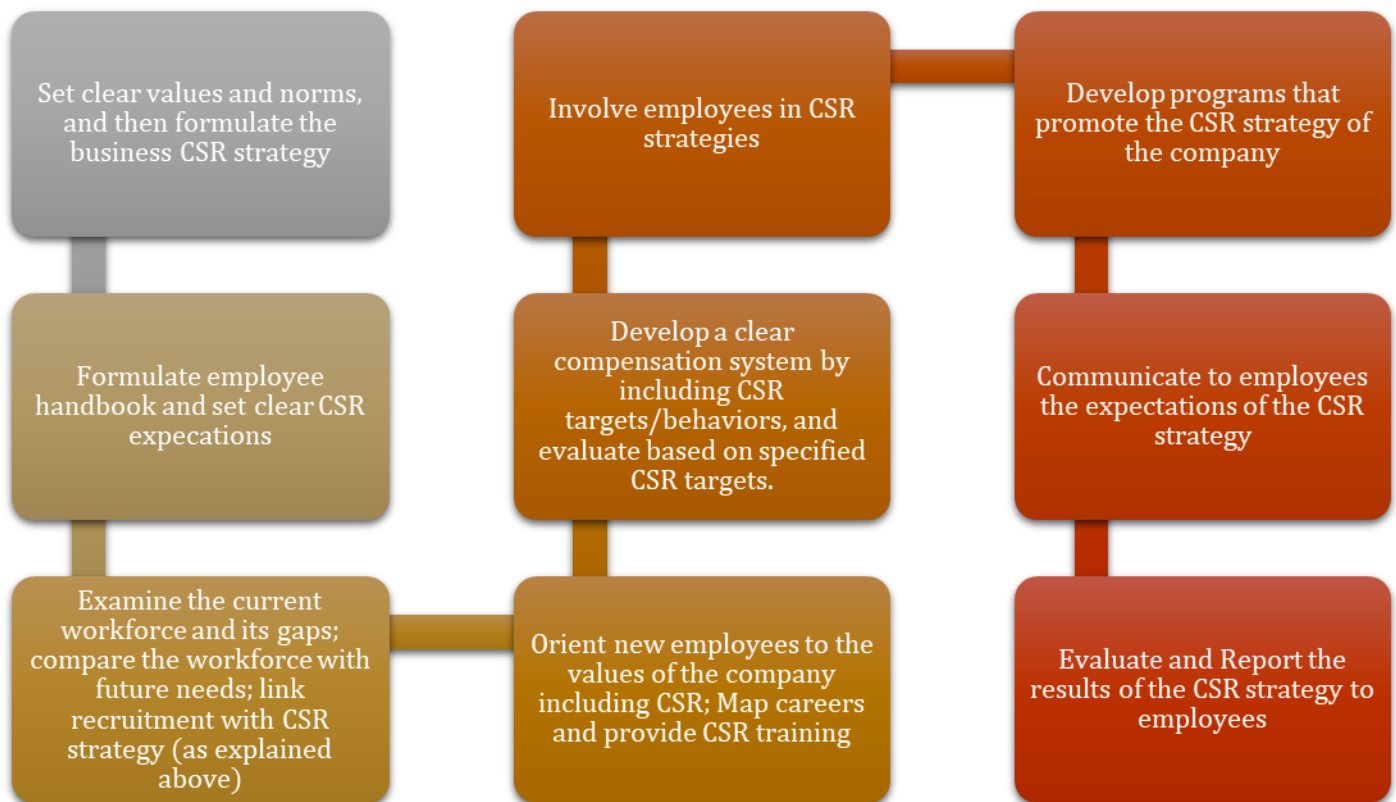 Set clear values and norms,
and then formulate the
business CSR strategy
Formulate employee
handbook and set clear CSR
expecations
Examine the current
workforce and its gaps;
compare the workforce with
future needs; link
recruitment with CSR
strategy (as explained
above)
Orient new employees to the
values of the company
including CSR; Map careers
and provide CSR training
Develop a clear
compensation system by
including CSR
targets/behaviors, and
evaluate based on specified
CSR targets.
Involve employees in CSR
strategies
Develop programs that
promote the CSR strategy of
the company
Communicate to employees
the expectations of the CSR
strategy
Evaluate and Report the
results of the CSR strategy to
employees